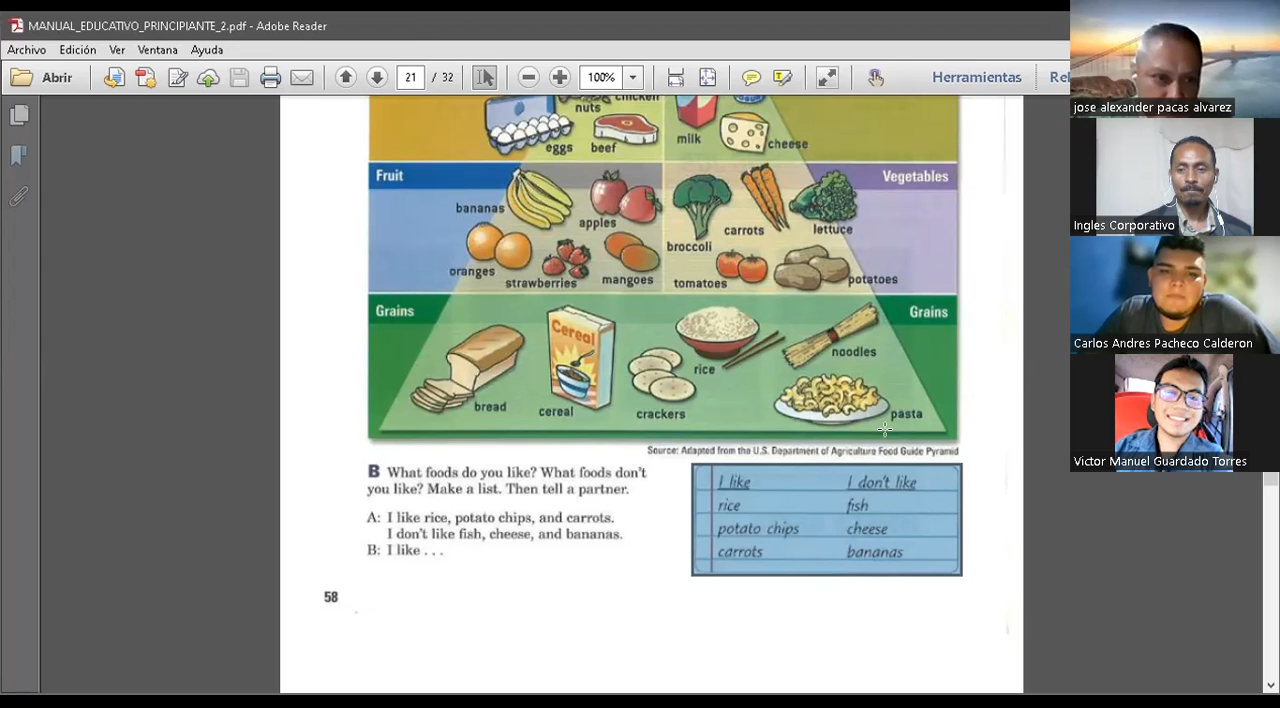 MANUAL_EDUCATIVO_PRINCIPIANTE_2.pdf - Adobe Reader
Archivo Edición Ver Ventana Ayuda
Abrir 21 / 32 100% Herramientas
chicken
nuts
eggs beef milk cheese
Fruit Vegetables
bananas apples carrots lettuce
broccoli
oranges strawberries mangoes tomatoes potatoes
Grains Grains
Cereal
noodles
rice
bread cereal crackers pasta
Source: Adapted from the U.S. Department of Agriculture Food Guide Pyramid
B What foods do you like? What foods don't
you like? Make a list. Then tell a partner.
A: I like rice, potato chips, and carrots.
I don't like fish, cheese, and bananas.
B: I like . . .
I like I don't like
rice fish
potato chips cheese
carrots bananas
58
jose alexander pacas alvarez
Ingles Corporativo
Carlos Andres Pacheco Calderon
Victor Manuel Guardado Torres